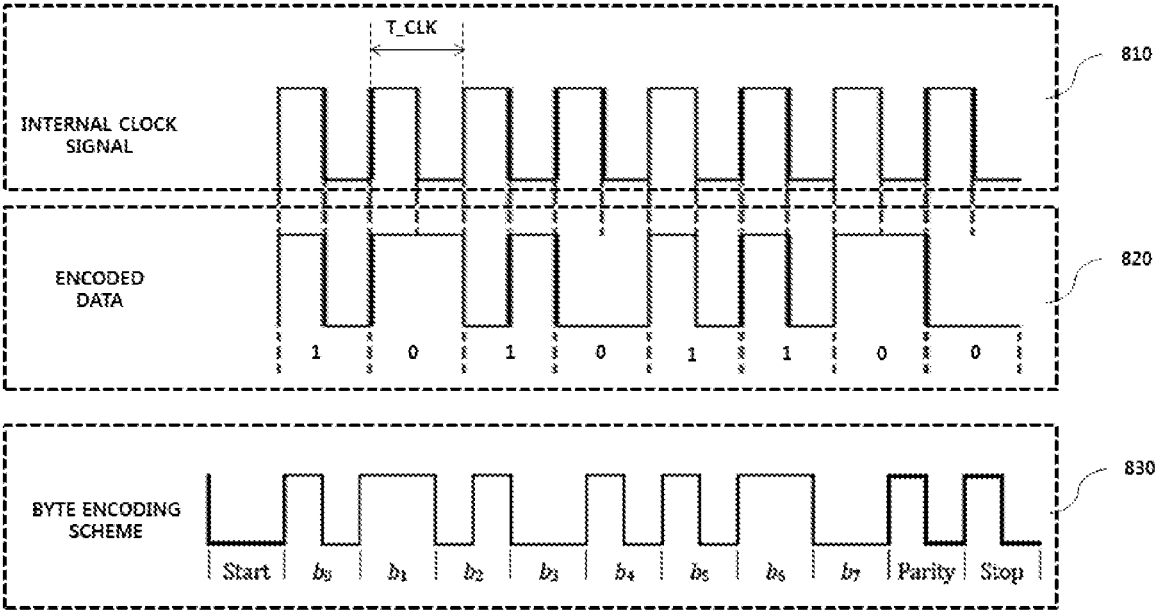 T_CLK
810
INTERNAL CLOCK
SIGNAL
820
ENCODED
DATA
1 0 1 0 1 1 0 0
830
BYTE ENCODING
SCHEME
Start b0 b1 b2 b3 b4 b5 b6 b7 Parity Stop